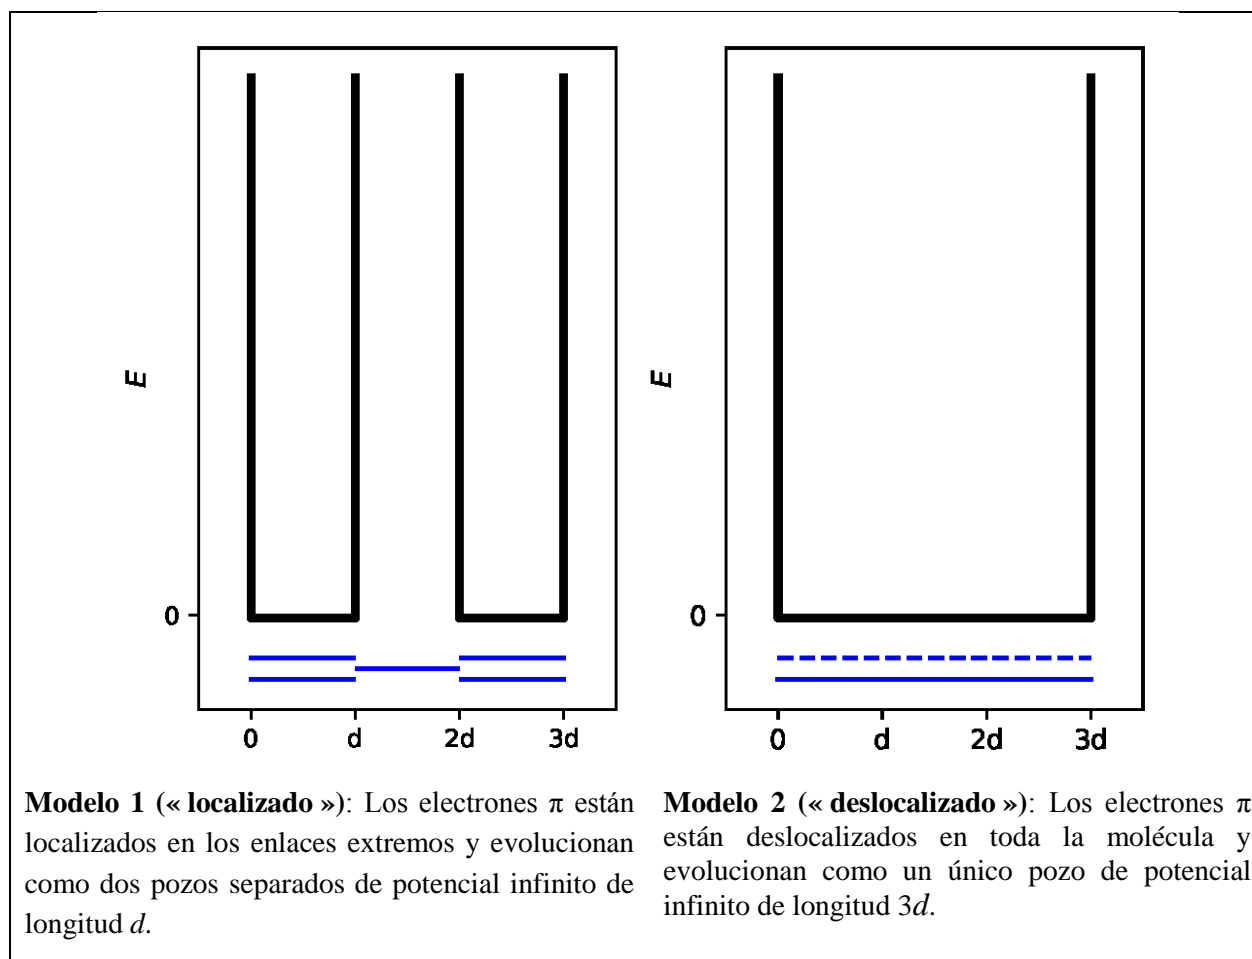 E
0
0
d
2d
3d
E
0
0
d
2d
3d
Modelo 1 (« localizado »): Los electrones π están
localizados en los enlaces extremos y evolucionan
como dos pozos separados de potencial infinito de
longitud d.
Modelo 2 (« deslocalizado »): Los electrones π
están deslocalizados en toda la molécula y
evolucionan como un único pozo de potencial
infinito de longitud 3d.